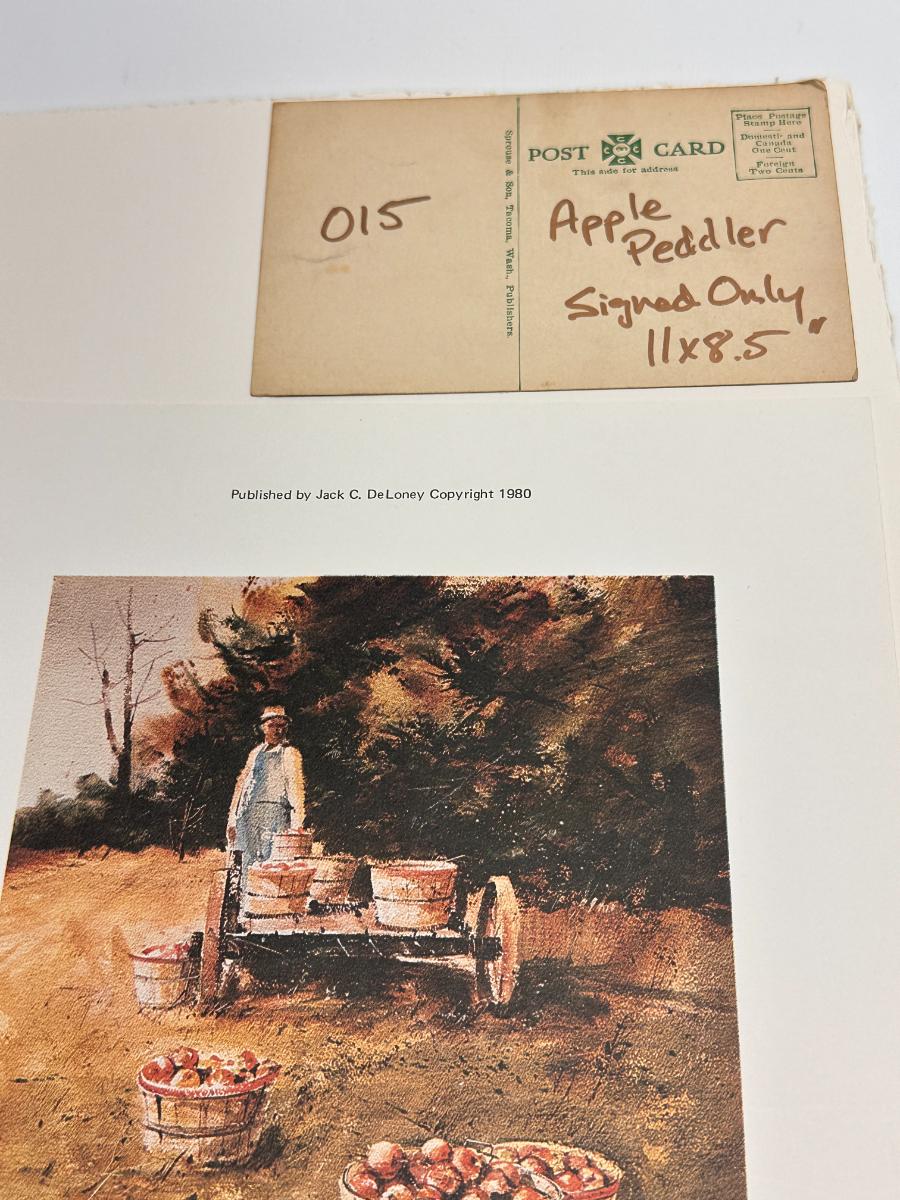 015
Sprouse & Son, Tacoma, Wash., Publishers.
POST CARD
This side for address
Place Postage
Stamp Here
Domestic and
Canada
One Cent
Foreign
Two Cents
Apple
Peddler
Signed Only
11x8.5"
Published by Jack C. DeLoney Copyright 1980